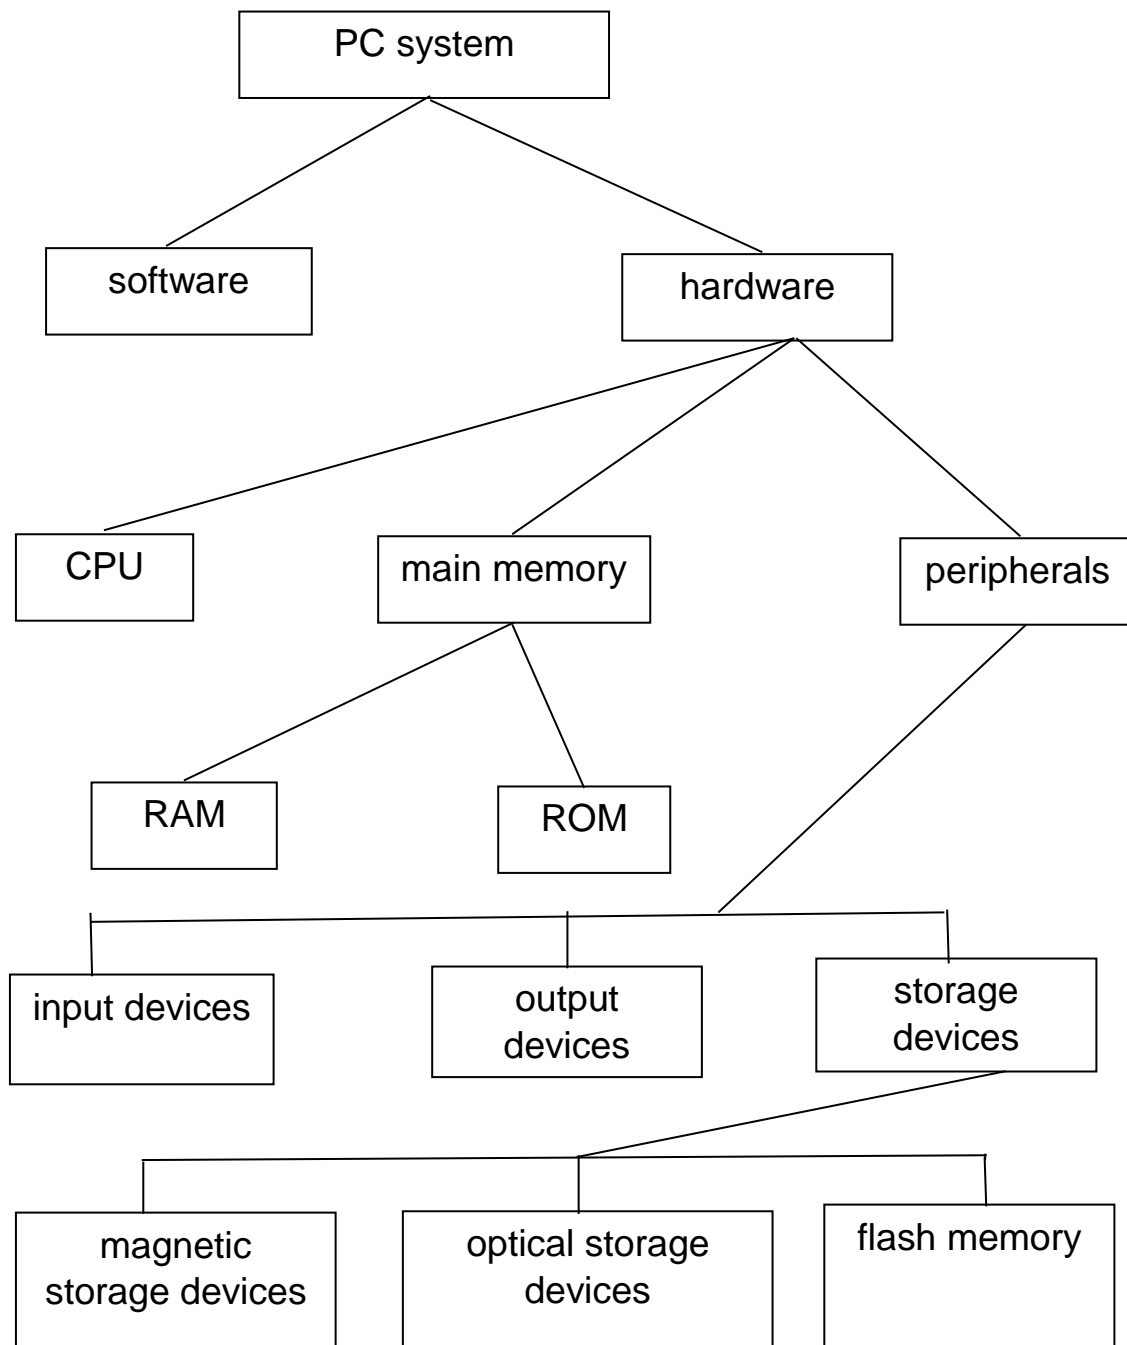 PC system
software
hardware
CPU
main memory
peripherals
RAM
ROM
input devices
output
devices
storage
devices
magnetic
storage devices
optical storage
devices
flash memory